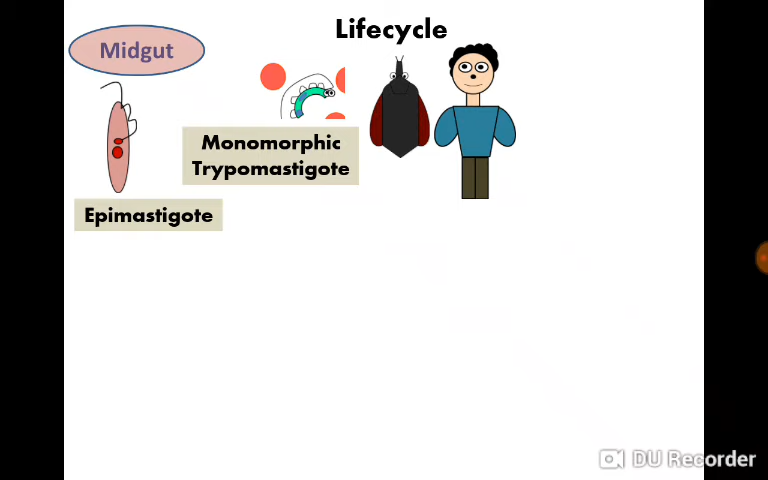 Lifecycle
Midgut
Monomorphic
Trypomastigote
Epimastigote
DU Recorder